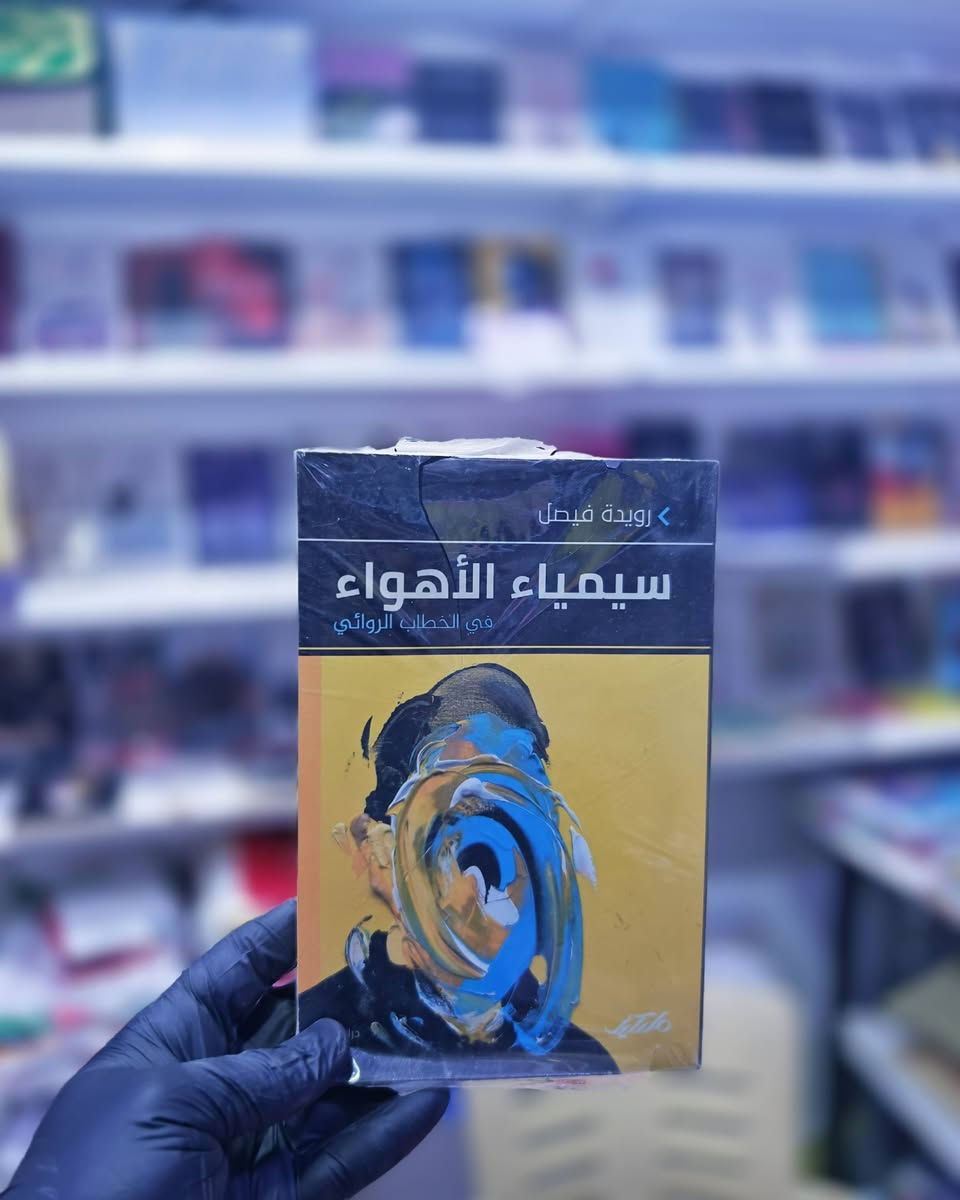 رويدة فيصل
سيمياء الأهواء
في الخطاب الروائي